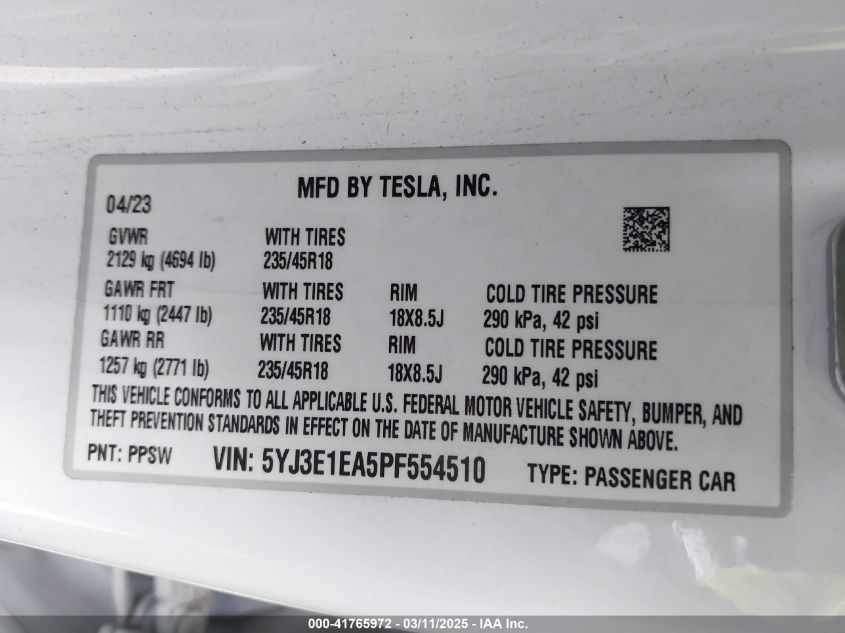 MFD BY TESLA, INC.
04/23
GVWR WITH TIRES
2129 kg (4694 lb) 235/45R18
GAWR FRT WITH TIRES RIM COLD TIRE PRESSURE
1110 kg (2447 lb) 235/45R18 18X8.5J 290 kPa, 42 psi
GAWR RR WITH TIRES RIM COLD TIRE PRESSURE
1257 kg (2771 lb) 235/45R18 18X8.5J 290 kPa, 42 psi
THIS VEHICLE CONFORMS TO ALL APPLICABLE U.S. FEDERAL MOTOR VEHICLE SAFETY, BUMPER, AND
THEFT PREVENTION STANDARDS IN EFFECT ON THE DATE OF MANUFACTURE SHOWN ABOVE.
PNT: PPSW VIN: 5YJ3E1EA5PF554510 TYPE: PASSENGER CAR
000-41765972 - 03/11/2025 - IAA Inc.